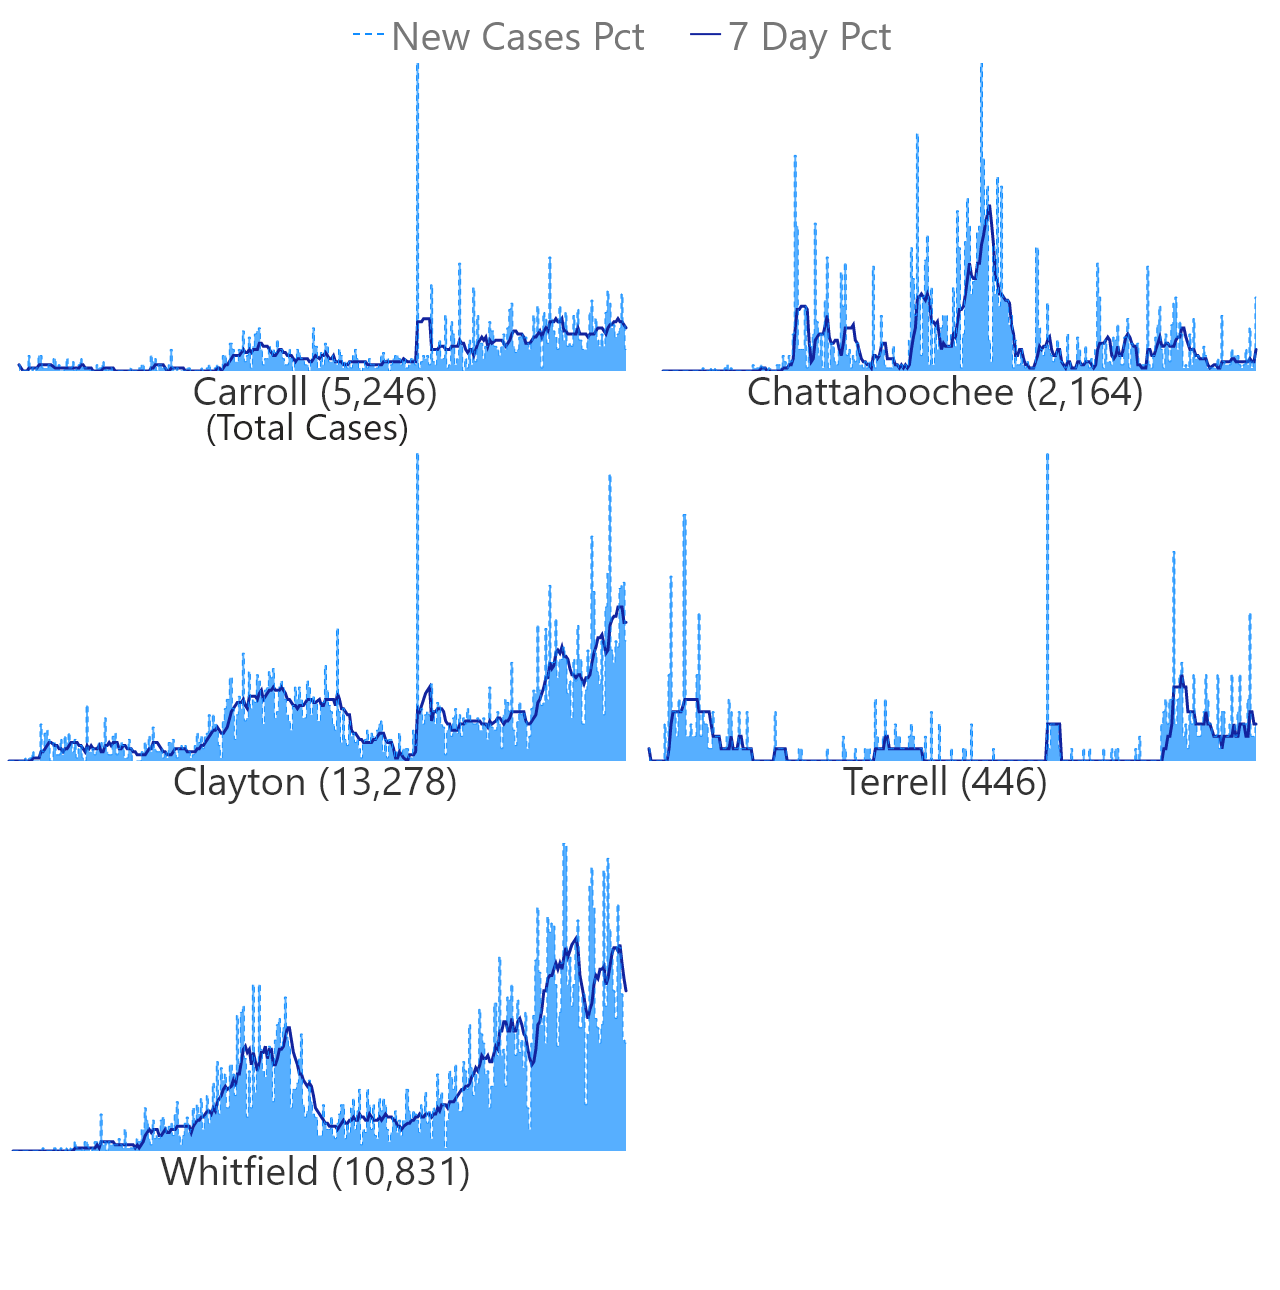 New Cases Pct 7 Day Pct
Carroll (5,246) Chattahoochee (2,164)
(Total Cases)
Clayton (13,278) Terrell (446)
Whitfield (10,831)